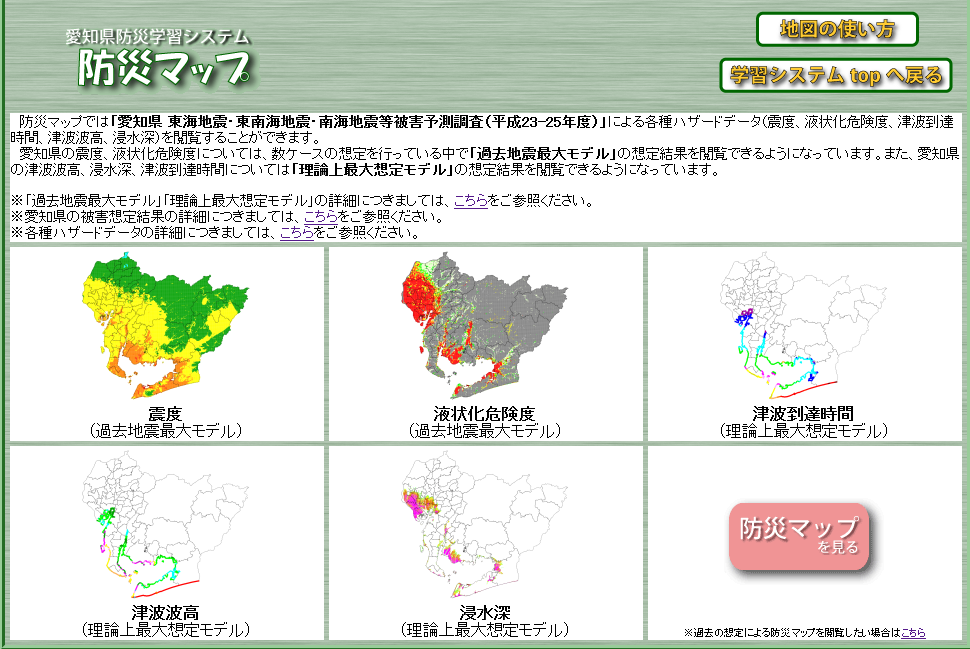 愛知県防災学習システム
防災マップ
地図の使い方
学習システム top へ戻る
防災マップでは「愛知県 東海地震・東南海地震・南海地震等被害予測調査（平成23-25年度）」による各種ハザードデータ（震度、液状化危険度、津波到達
時間、津波波高、浸水深）を閲覧することができます。
愛知県の震度、液状化危険度については、数ケースの想定を行っている中で「過去地震最大モデル」の想定結果を閲覧できるようになっています。また、愛知県
の津波波高、浸水深、津波到達時間については「理論上最大想定モデル」の想定結果を閲覧できるようになっています。
※「過去地震最大モデル」「理論上最大想定モデル」の詳細につきましては、こちらをご参照ください。
※愛知県の被害想定結果の詳細につきましては、こちらをご参照ください。
※各種ハザードデータの詳細につきましては、こちらをご参照ください。
震度
（過去地震最大モデル）
液状化危険度
（過去地震最大モデル）
津波到達時間
（理論上最大想定モデル）
津波波高
（理論上最大想定モデル）
浸水深
（理論上最大想定モデル）
防災マップ
を見る
※過去の想定による防災マップを閲覧したい場合はこちら